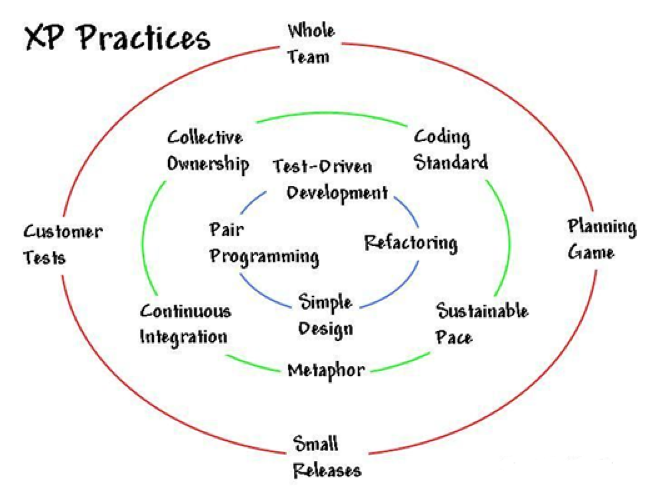 XP Practices
Whole
Team
Collective
Ownership
Coding
Standard
Test-Driven
Development
Customer
Tests
Pair
Programming
Refactoring
Planning
Game
Continuous
Integration
Simple
Design
Sustainable
Pace
Metaphor
Small
Releases